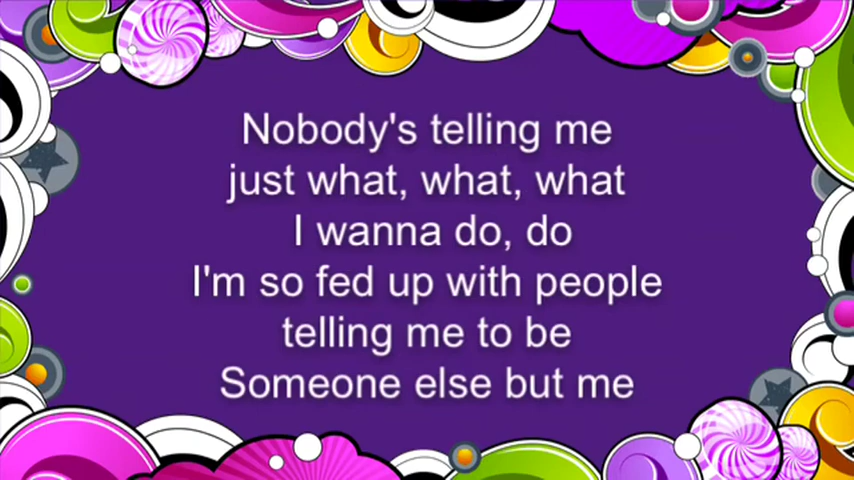 Nobody's telling me
just what, what, what
I wanna do, do
I'm so fed up with people
telling me to be
Someone else but me